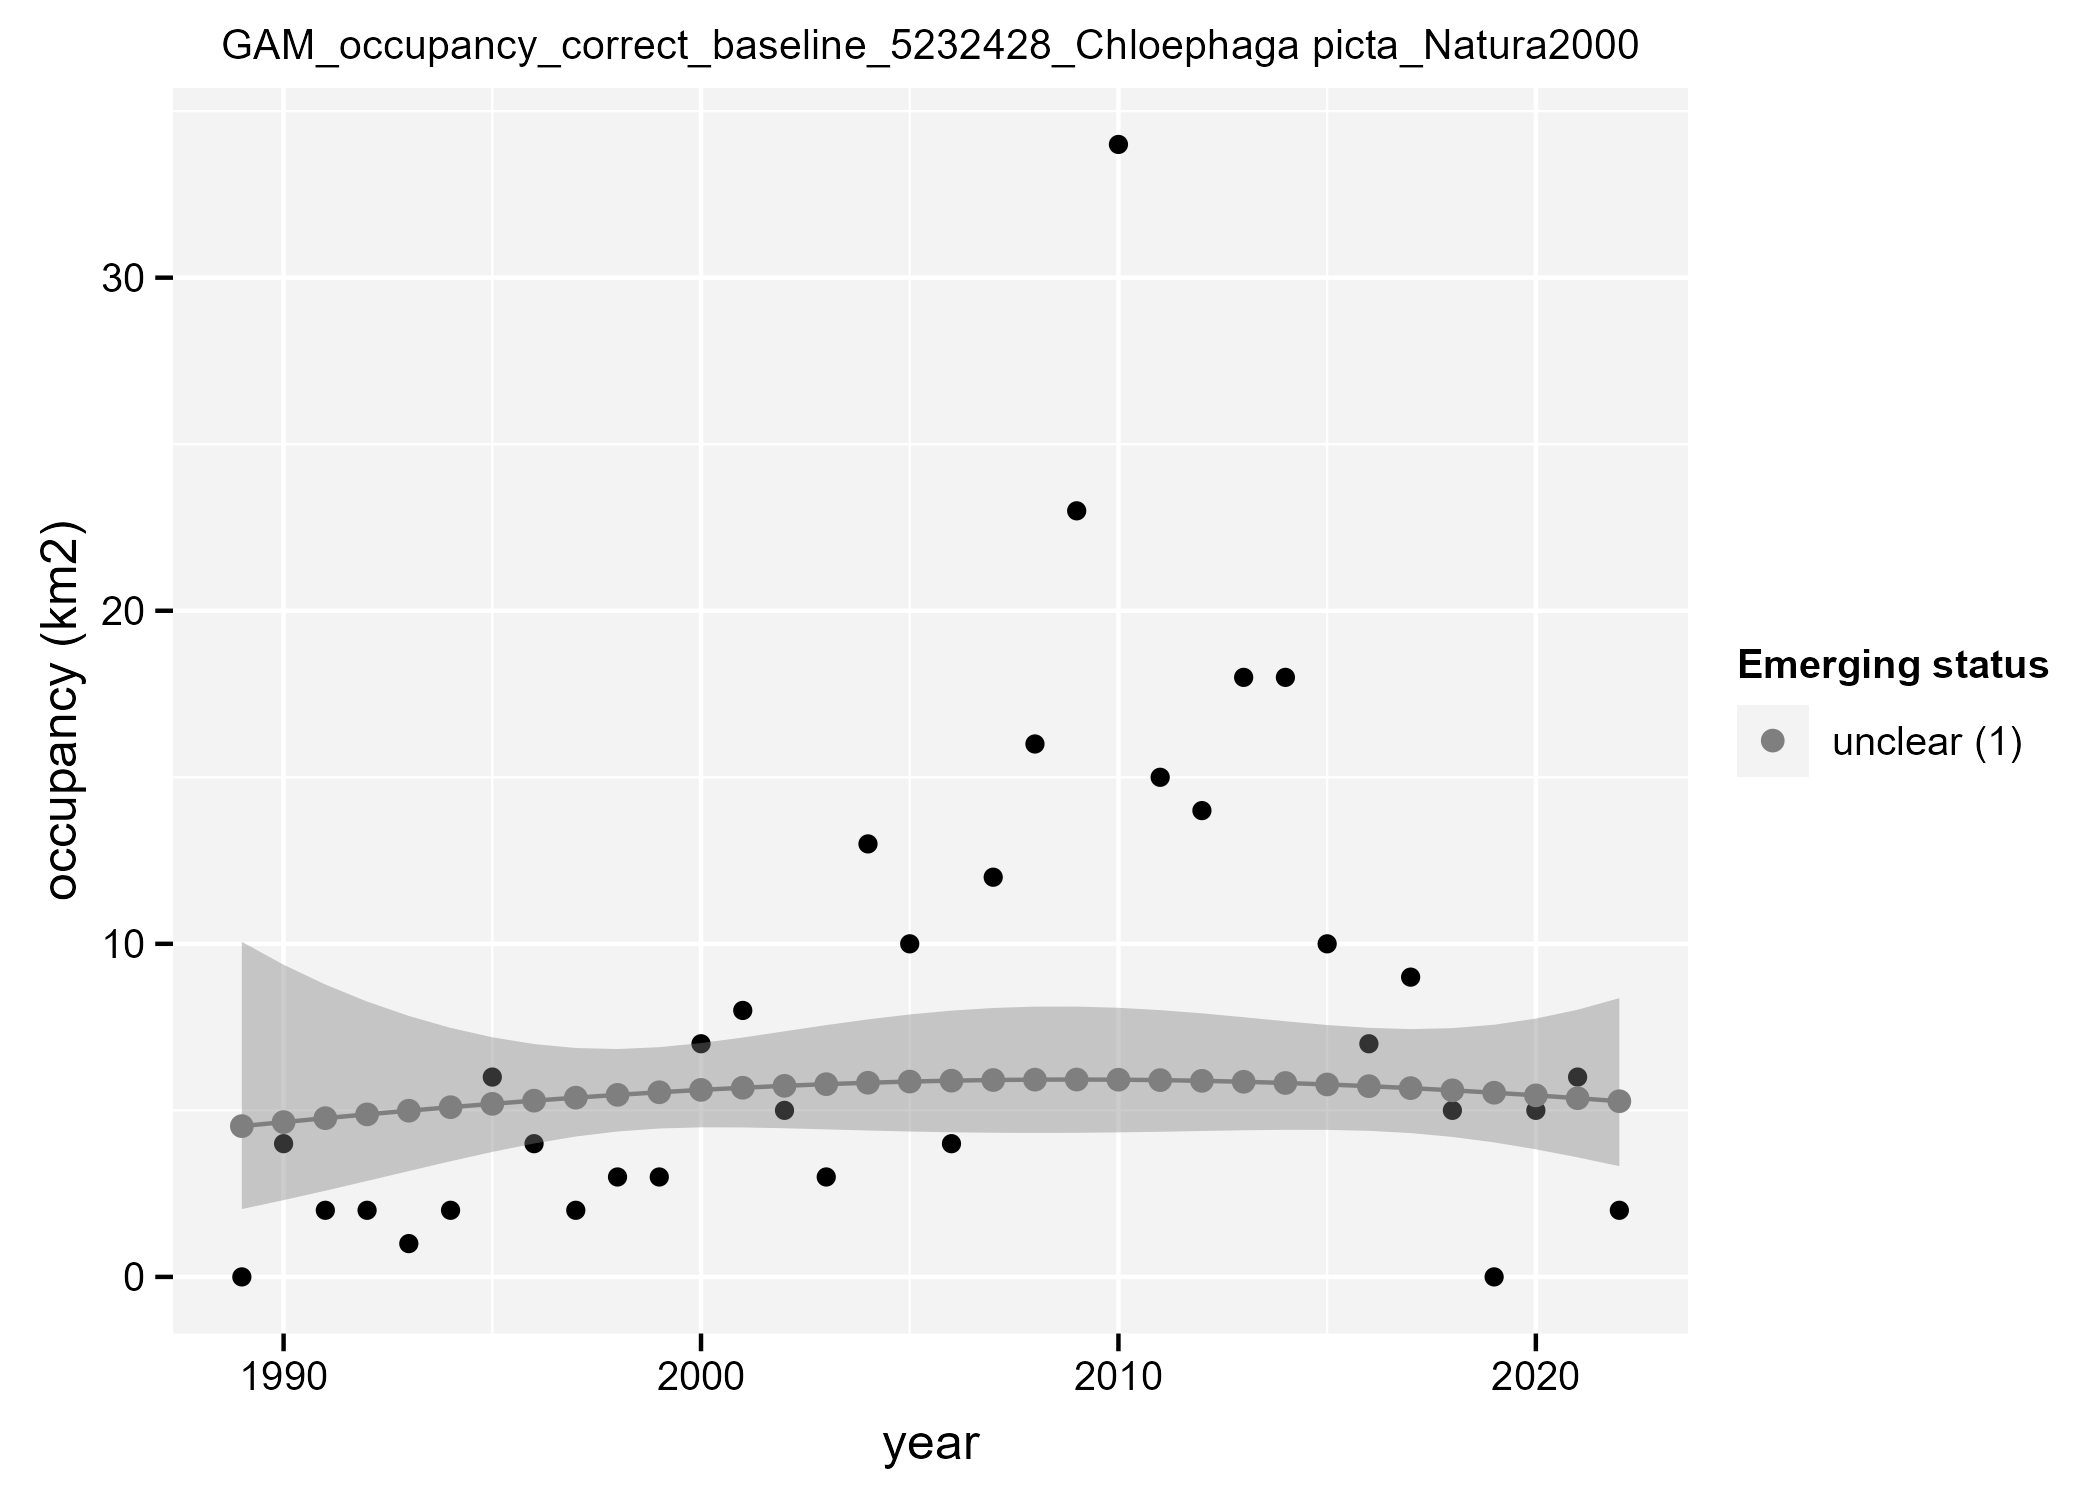 GAM_occupancy_correct_baseline_5232428_Chloephaga picta_Natura2000
occupancy (km2)
30
20
10
0
1990 2000 2010 2020
year
Emerging status
unclear (1)